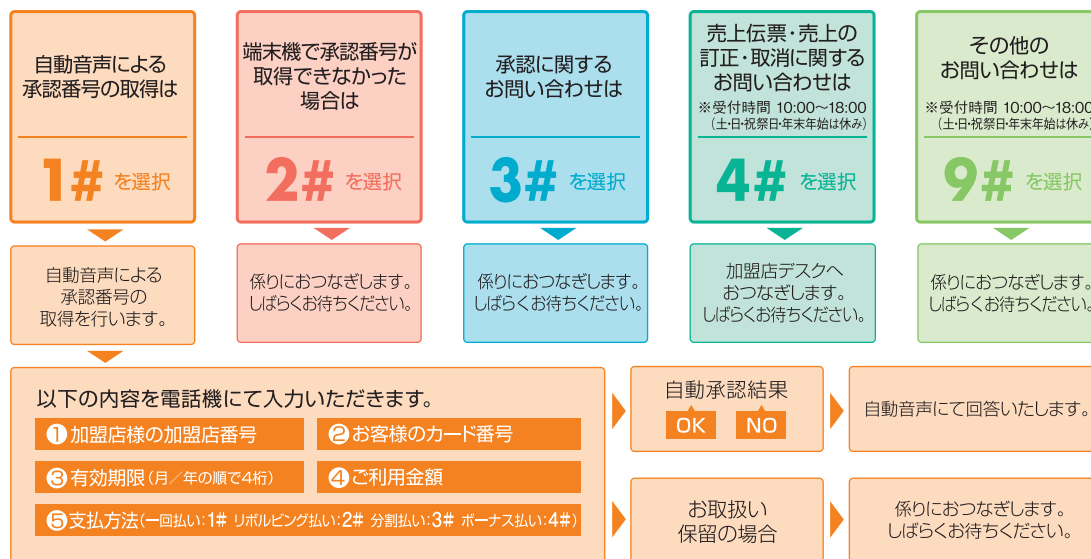 自動音声による
承認番号の取得は
1# を選択
端末機で承認番号が
取得できなかった
場合は
2# を選択
承認に関する
お問い合わせは
3# を選択
売上伝票・売上の
訂正・取消に関する
お問い合わせは
※受付時間 10:00〜18:00
(土・日・祝祭日・年末年始は休み)
4# を選択
その他の
お問い合わせは
※受付時間 10:00〜18:00
(土・日・祝祭日・年末年始は休み)
9# を選択
自動音声による
承認番号の
取得を行います。
係りにおつなぎします。
しばらくお待ちください。
係りにおつなぎします。
しばらくお待ちください。
加盟店デスクへ
おつなぎします。
しばらくお待ちください。
係りにおつなぎします。
しばらくお待ちください。
以下の内容を電話機にて入力いただきます。
❶加盟店様の加盟店番号
❷お客様のカード番号
❸有効期限(月／年の順で4桁)
❹ご利用金額
❺支払方法(一回払い:1# リボルビング払い:2# 分割払い:3# ボーナス払い:4#)
自動承認結果
OK NO
自動音声にて回答いたします。
お取扱い
保留の場合
係りにおつなぎします。
しばらくお待ちください。